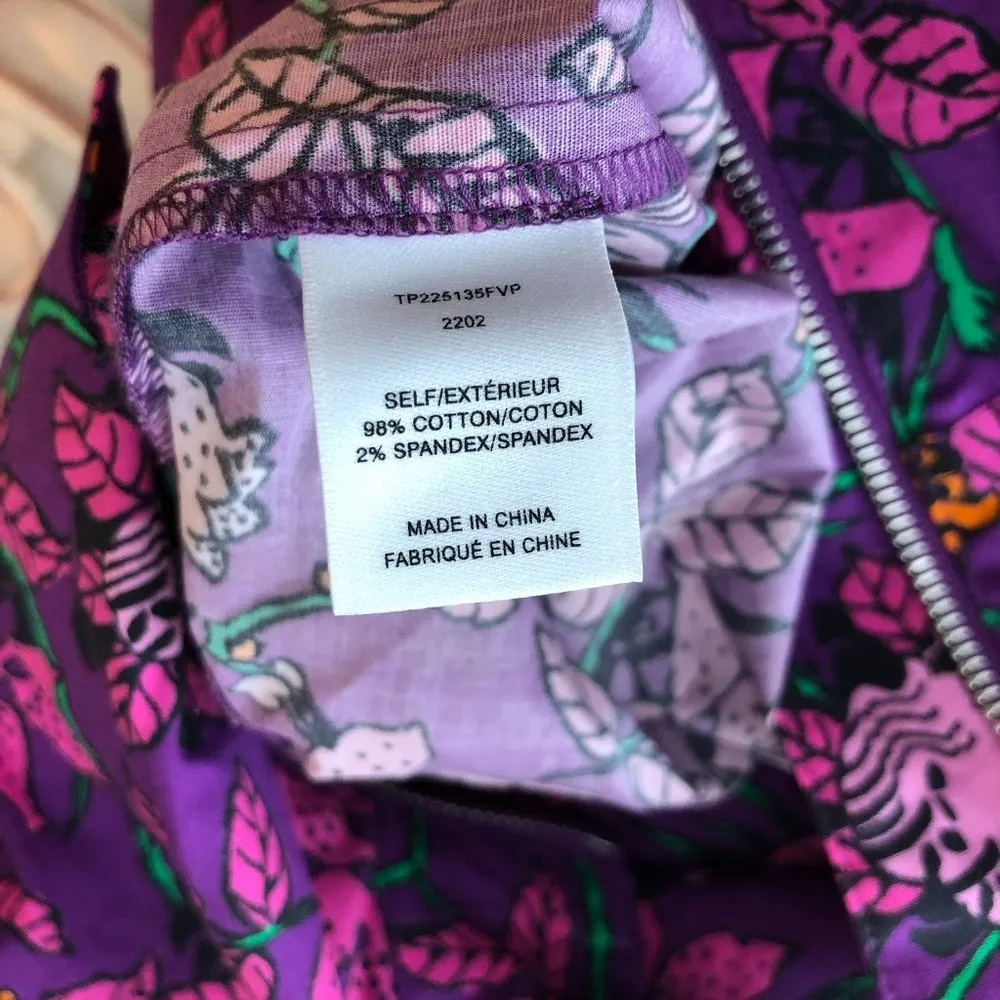 TP225135FVP
2202
SELF/EXTÉRIEUR
98% COTTON/COTON
2% SPANDEX/SPANDEX
MADE IN CHINA
FABRIQUÉ EN CHINE